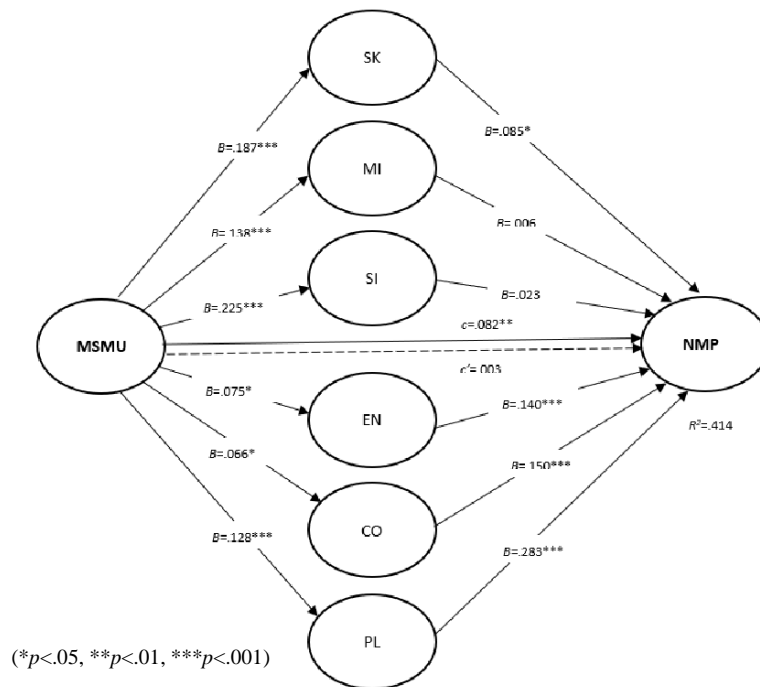 SK
B=.187***
B=.085*
MI
B=.138***
B=.006
SI
B=.225***
B=.023
MSMU
c=.082**
NMP
c'=.003
B=.075*
EN
B=.140***
R²=.414
B=.066*
CO
B=.150***
B=.128***
B=.283***
PL
(*p<.05, **p<.01, ***p<.001)